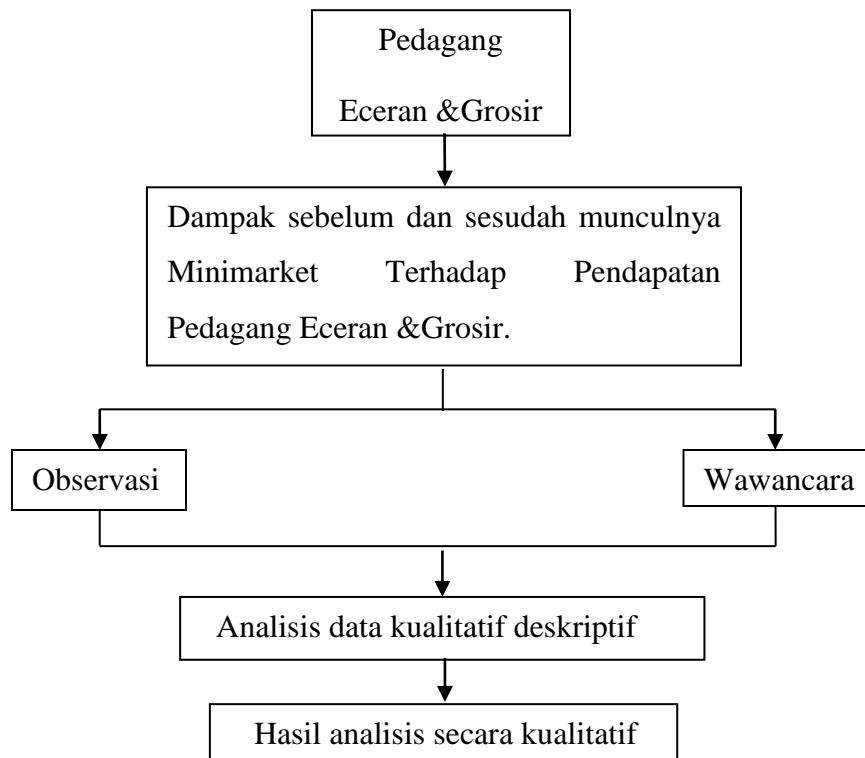 Pedagang
Eceran &Grosir
Dampak sebelum dan sesudah munculnya
Minimarket Terhadap Pendapatan
Pedagang Eceran &Grosir.
Observasi
Wawancara
Analisis data kualitatif deskriptif
Hasil analisis secara kualitatif